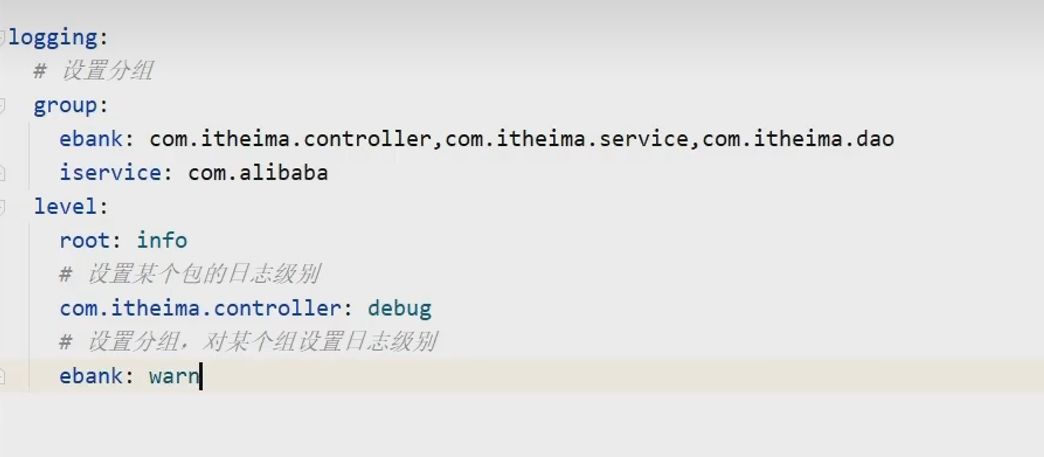 logging:
# 设置分组
group:
ebank: com.itheima.controller,com.itheima.service,com.itheima.dao
iservice: com.alibaba
level:
root: info
# 设置某个包的日志级别
com.itheima.controller: debug
# 设置分组，对某个组设置日志级别
ebank: warn